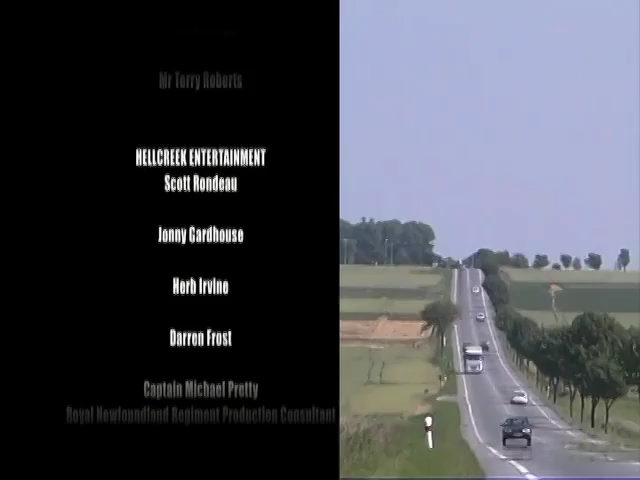 Mr Terry Roberts
HELLCREEK ENTERTAINMENT
Scott Rondeau
Jonny Gardhouse
Herb Irvine
Darren Frost
Captain Michael Pretty
Royal Newfoundland Regiment Production Consultant